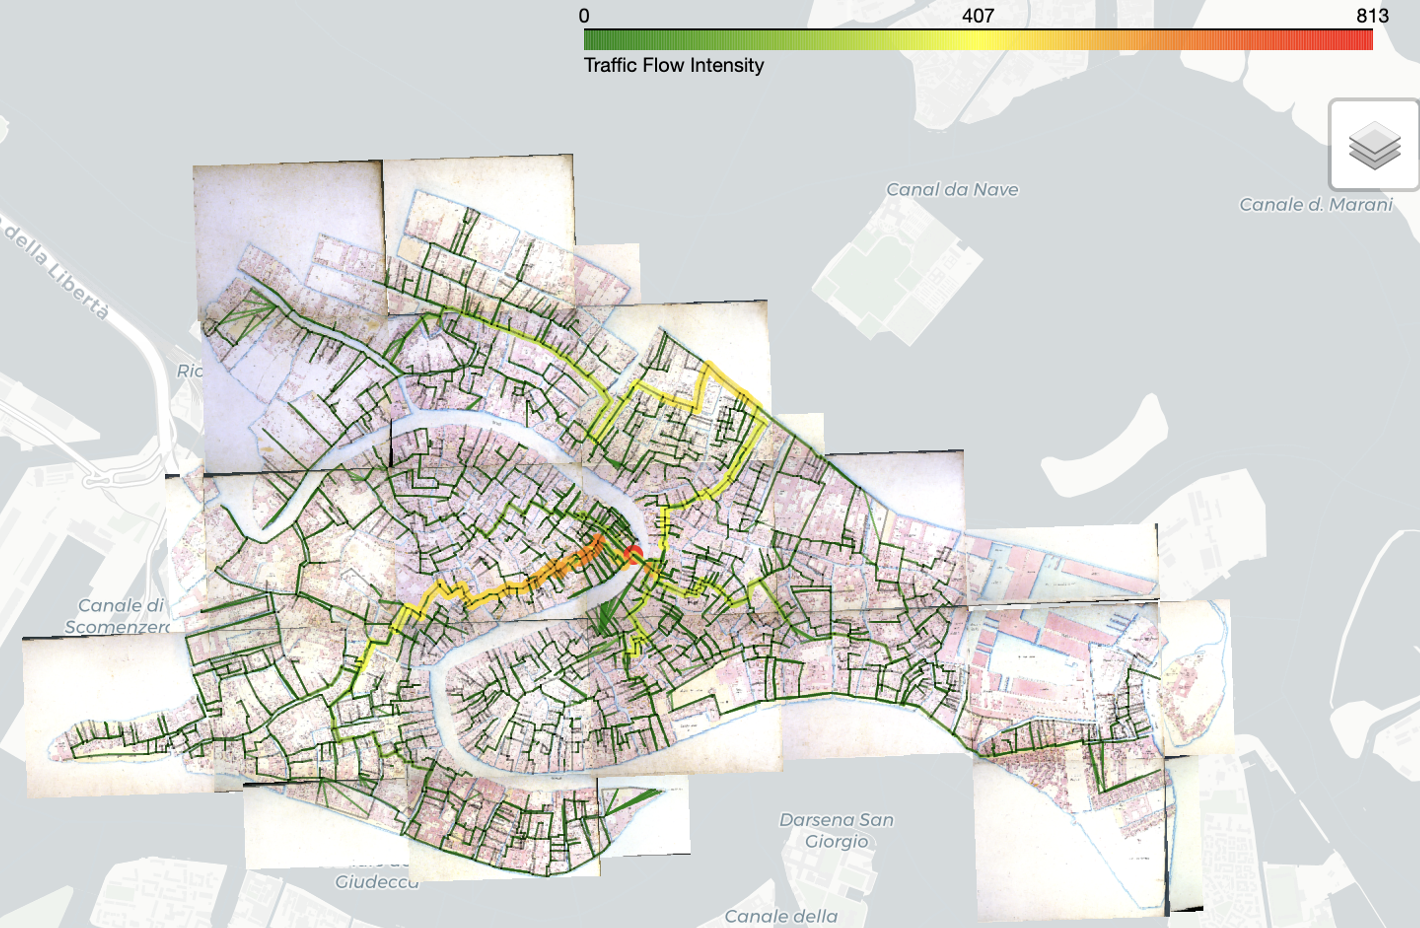 0 407 813
Traffic Flow Intensity
Canal da Nave
Canale d. Marani
della Libertà
Canale di
Scomenzera
Darsena San
Giorgio
Giudecca
Canale della